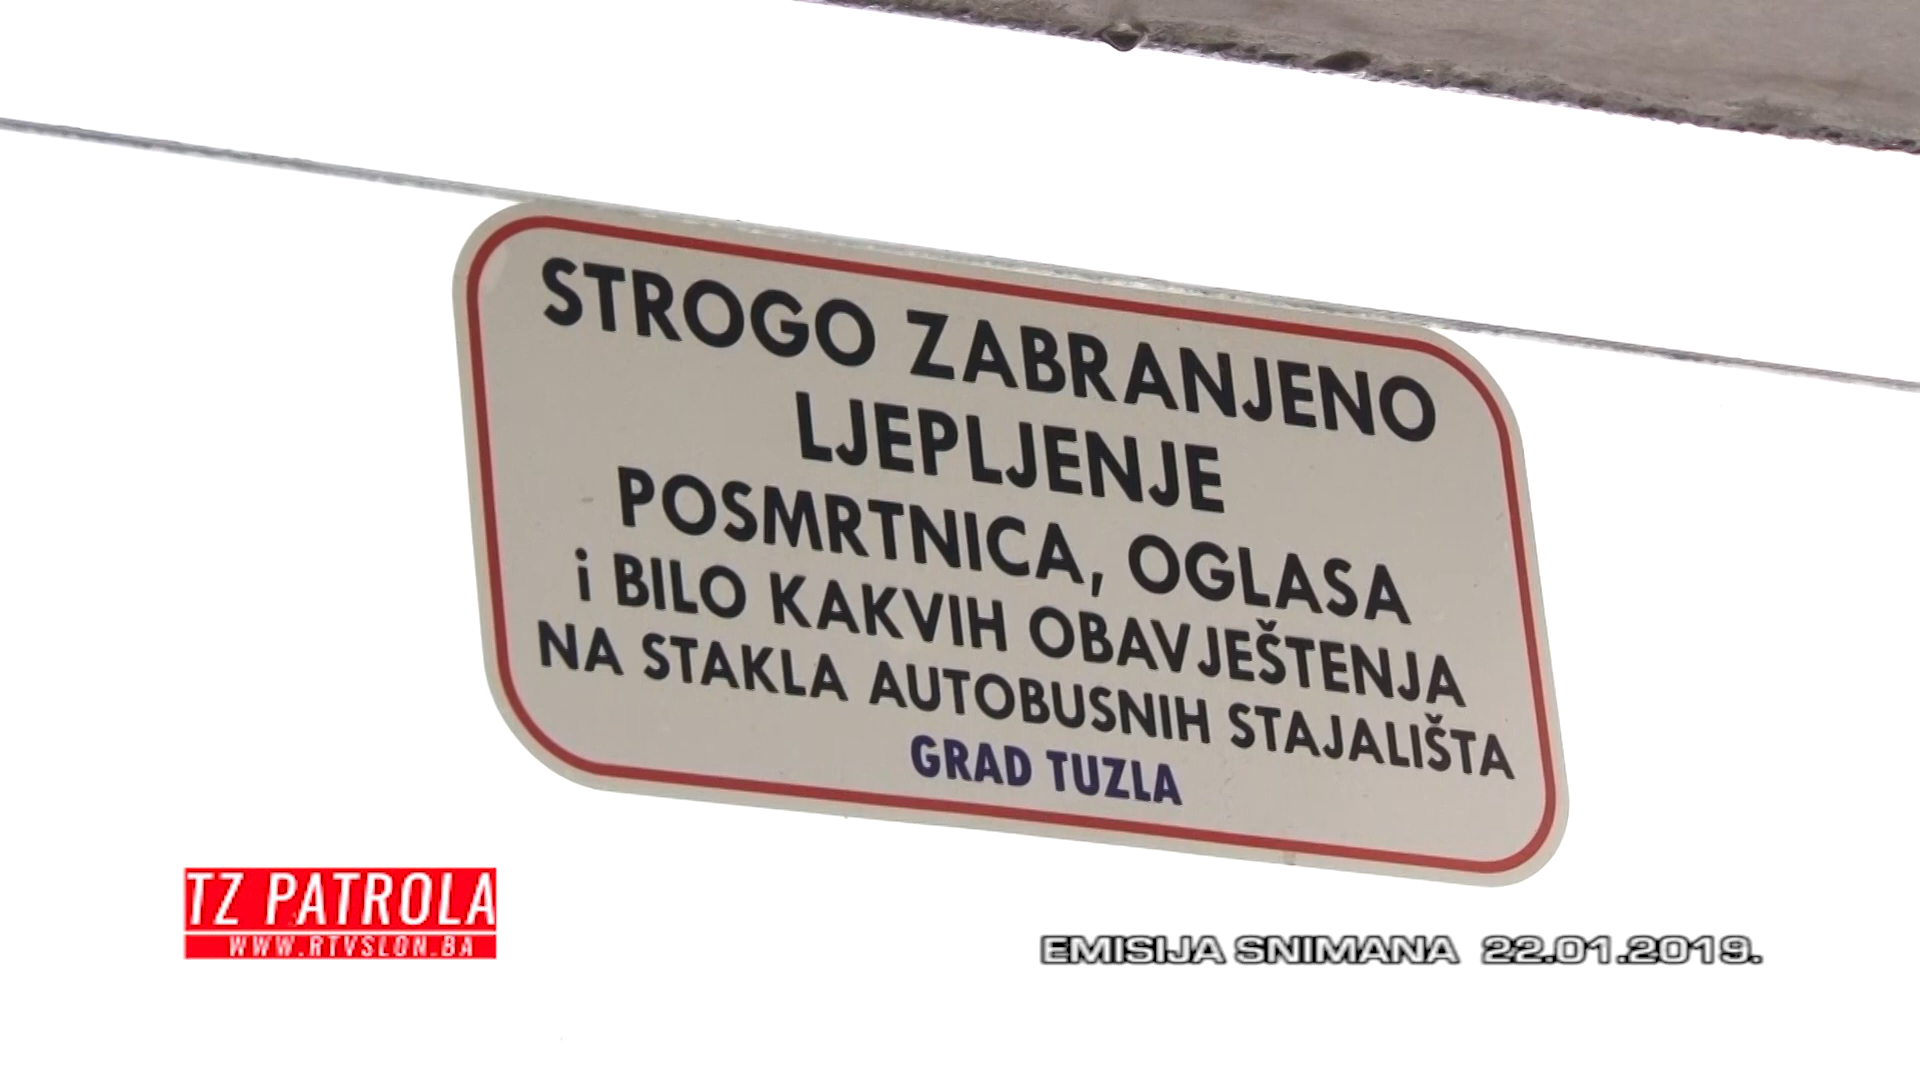 STROGO ZABRANJENO
LJEPLJENJE
POSMRTNICA, OGLASA
i BILO KAKVIH OBAVJEŠTENJA
NA STAKLA AUTOBUSNIH STAJALIŠTA
GRAD TUZLA
TZ PATROLA
WWW.RTVSLON.BA
EMISIJA SNIMANA 22.01.2019.